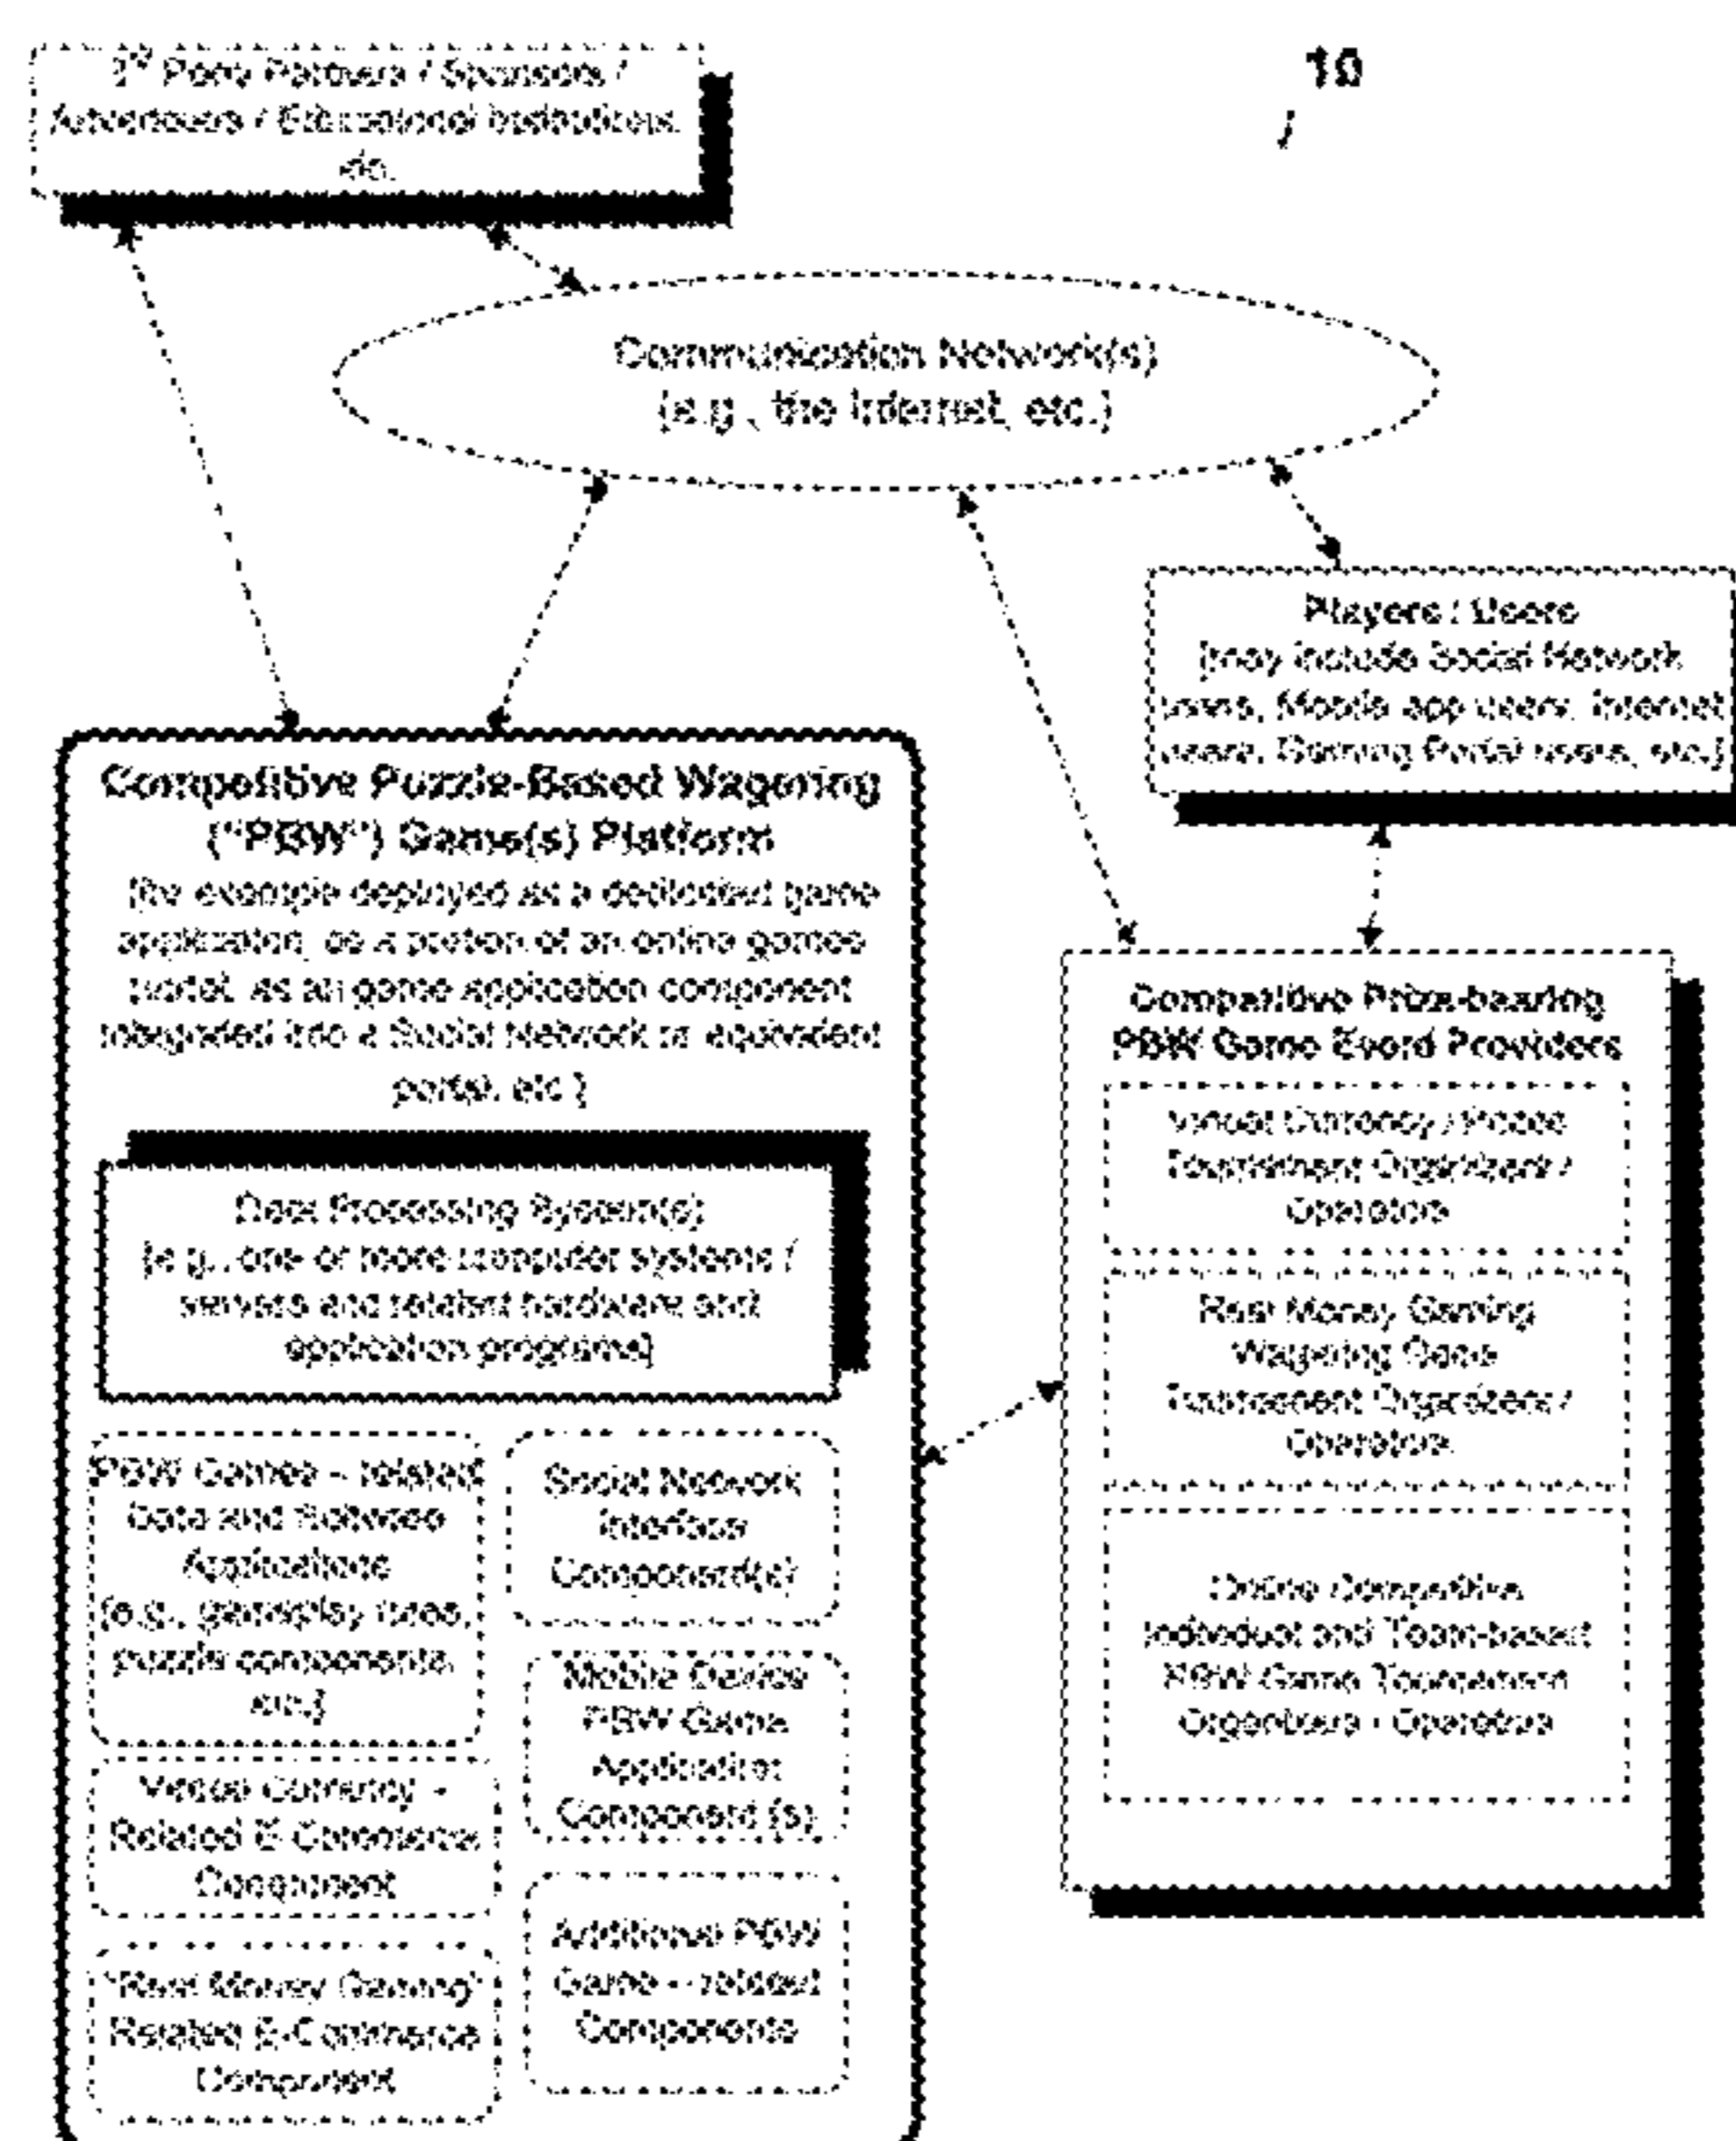 10
Party Partners / Sponsors /
Advertisers / Educational Institutions,
etc.
Communication Network(s)
[e.g., the Internet, etc.]
Players / Users
[may include Social Network
users, Mobile app users, Internet
users, Gaming Portal users, etc.]
Competitive Puzzle-Based Wagering
("PBW") Game(s) Platform
[for example deployed as a dedicated game
application, as a portion of an online games
portal, as an game application component
integrated into a Social Network or equivalent
portal, etc.]
Data Processing System(s)
[e.g., one or more computer systems /
servers and related hardware and
application programs]
PBW Games - related
Data and Software
Applications
[e.g., gameplay rules,
puzzle components,
etc.]
Virtual Currency -
Related E-Commerce
Component
"Real Money Gaming"
Related E-Commerce
Component
Social Network
Interface
Component(s)
Mobile Device
PBW Game
Application
Component (s)
Additional PBW
Game - related
Components
Competitive Prize-bearing
PBW Game Event Providers
Virtual Currency / Prizes
Tournament Organizers /
Operators
Real Money Gaming
Wagering Game
Tournament Organizers /
Operators
Online Competitive
Individual and Team-based
PBW Game Tournament
Organizers / Operators